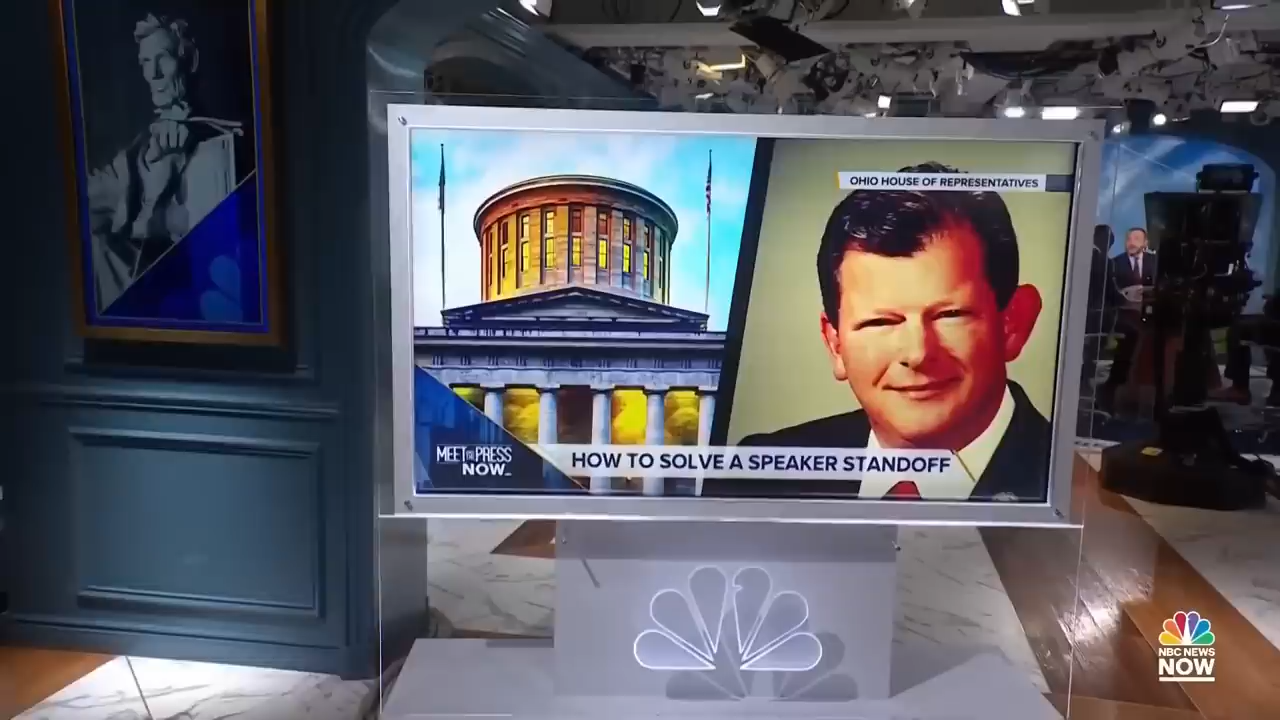 OHIO HOUSE OF REPRESENTATIVES
MEET THE PRESS
NOW
HOW TO SOLVE A SPEAKER STANDOFF
NBC NEWS
NOW